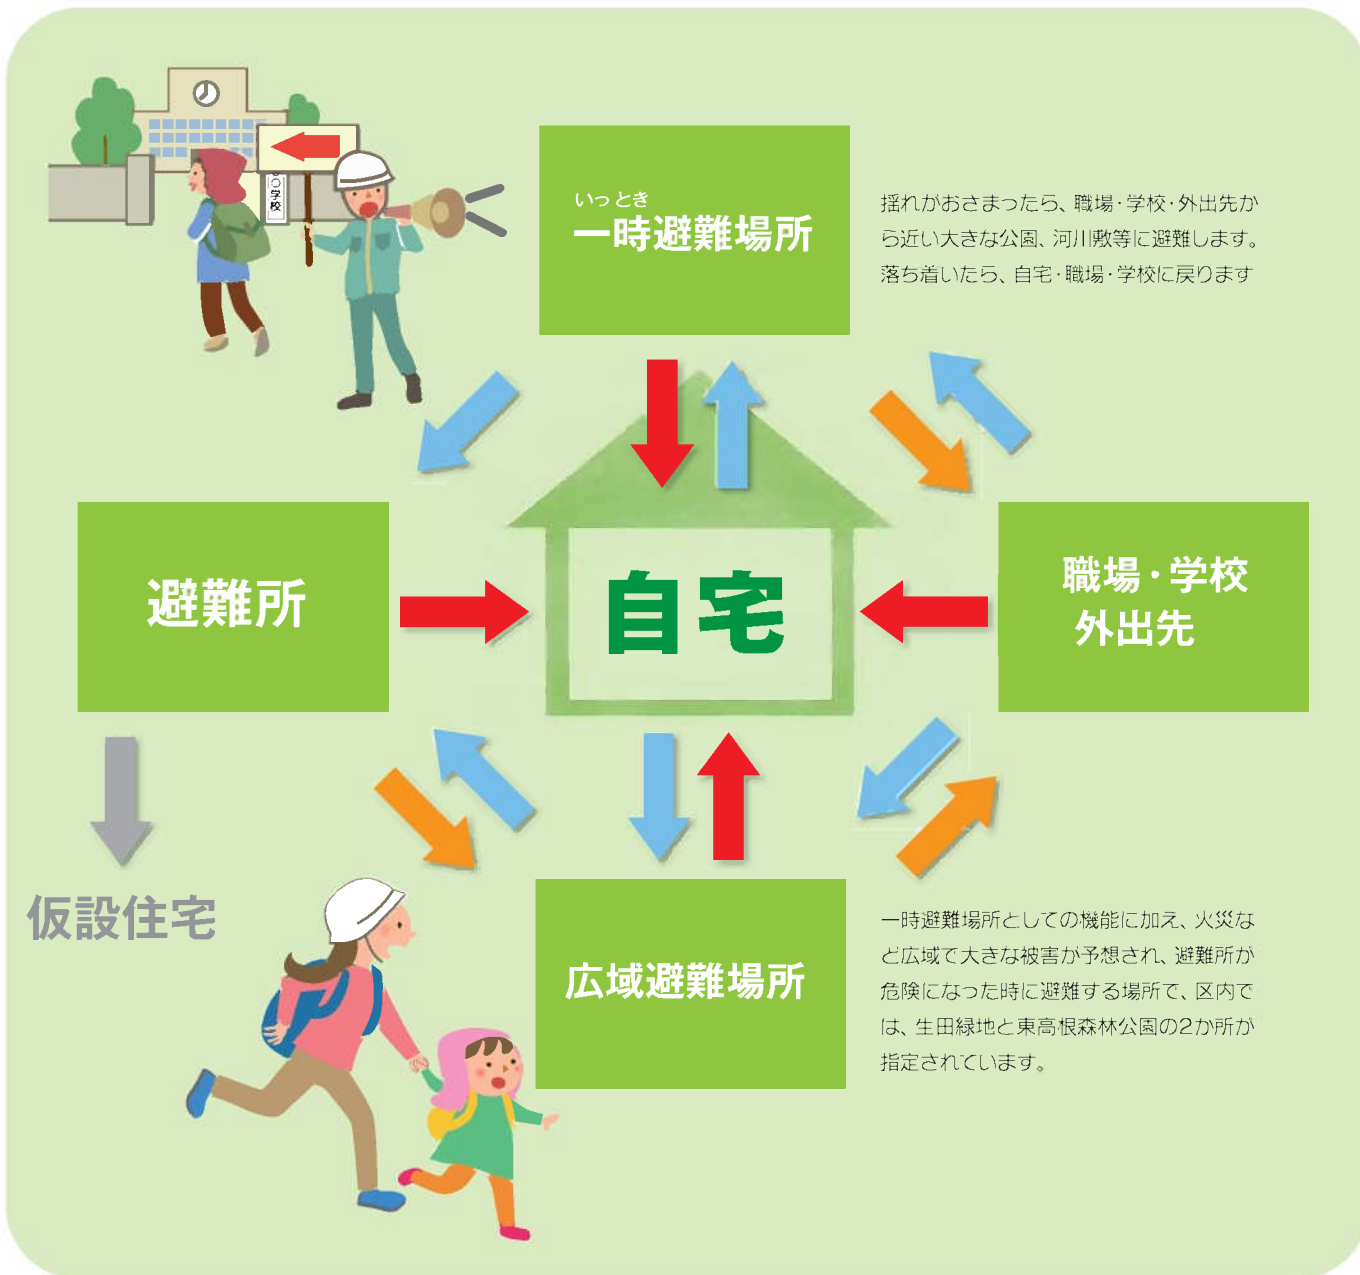 ○学校
いっとき
一時避難場所
揺れがおさまったら、職場・学校・外出先か
ら近い大きな公園、河川敷等に避難します。
落ち着いたら、自宅・職場・学校に戻ります
避難所
自宅
職場・学校
外出先
仮設住宅
広域避難場所
一時避難場所としての機能に加え、火災な
ど広域で大きな被害が予想され、避難所が
危険になった時に避難する場所で、区内で
は、生田緑地と東高根森林公園の2か所が
指定されています。